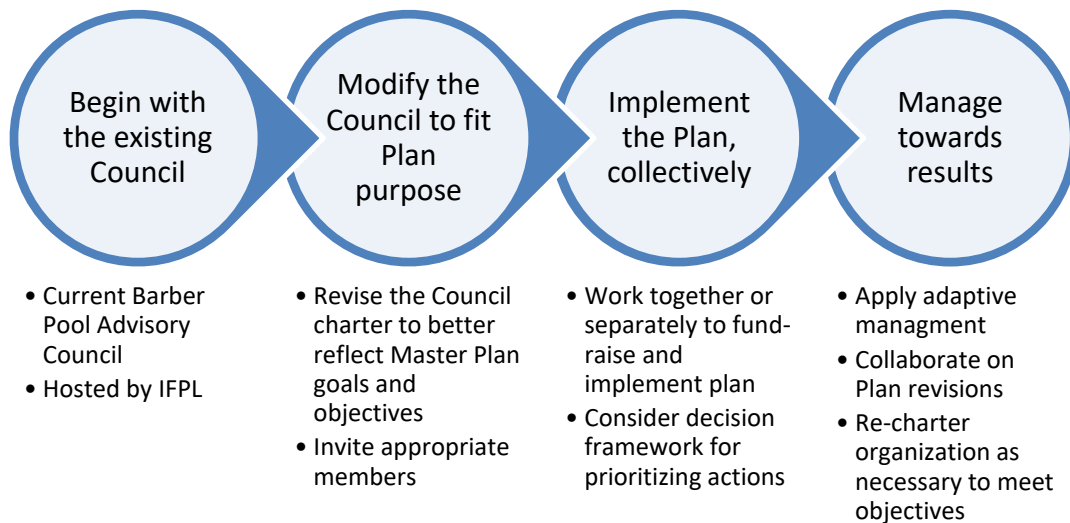 Begin with
the existing
Council
Modify the
Council to fit
Plan
purpose
Implement
the Plan,
collectively
Manage
towards
results
• Current Barber
Pool Advisory
Council
• Hosted by IFPL
• Revise the Council
charter to better
reflect Master Plan
goals and
objectives
• Invite appropriate
members
• Work together or
separately to fund-
raise and
implement plan
• Consider decision
framework for
prioritizing actions
• Apply adaptive
managment
• Collaborate on
Plan revisions
• Re-charter
organization as
necessary to meet
objectives